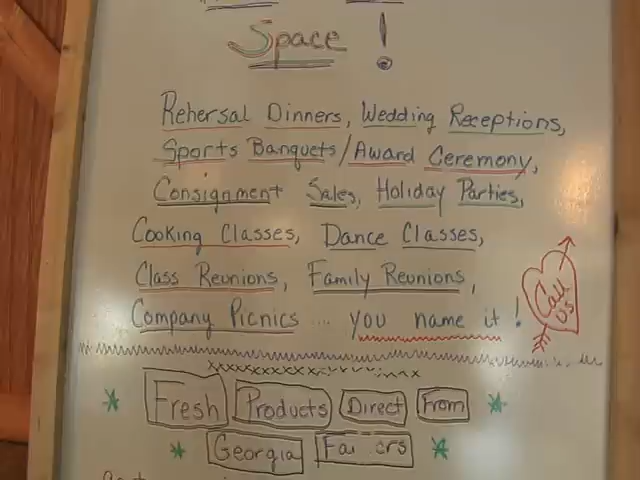 Space !
Rehersal Dinners, Wedding Receptions,
Sports Banquets/Award Ceremony,
Consignment Sales, Holiday Parties,
Cooking Classes, Dance Classes,
Class Reunions, Family Reunions,
Company Picnics ... you name it !
Call
Us
Fresh Products Direct From
Georgia